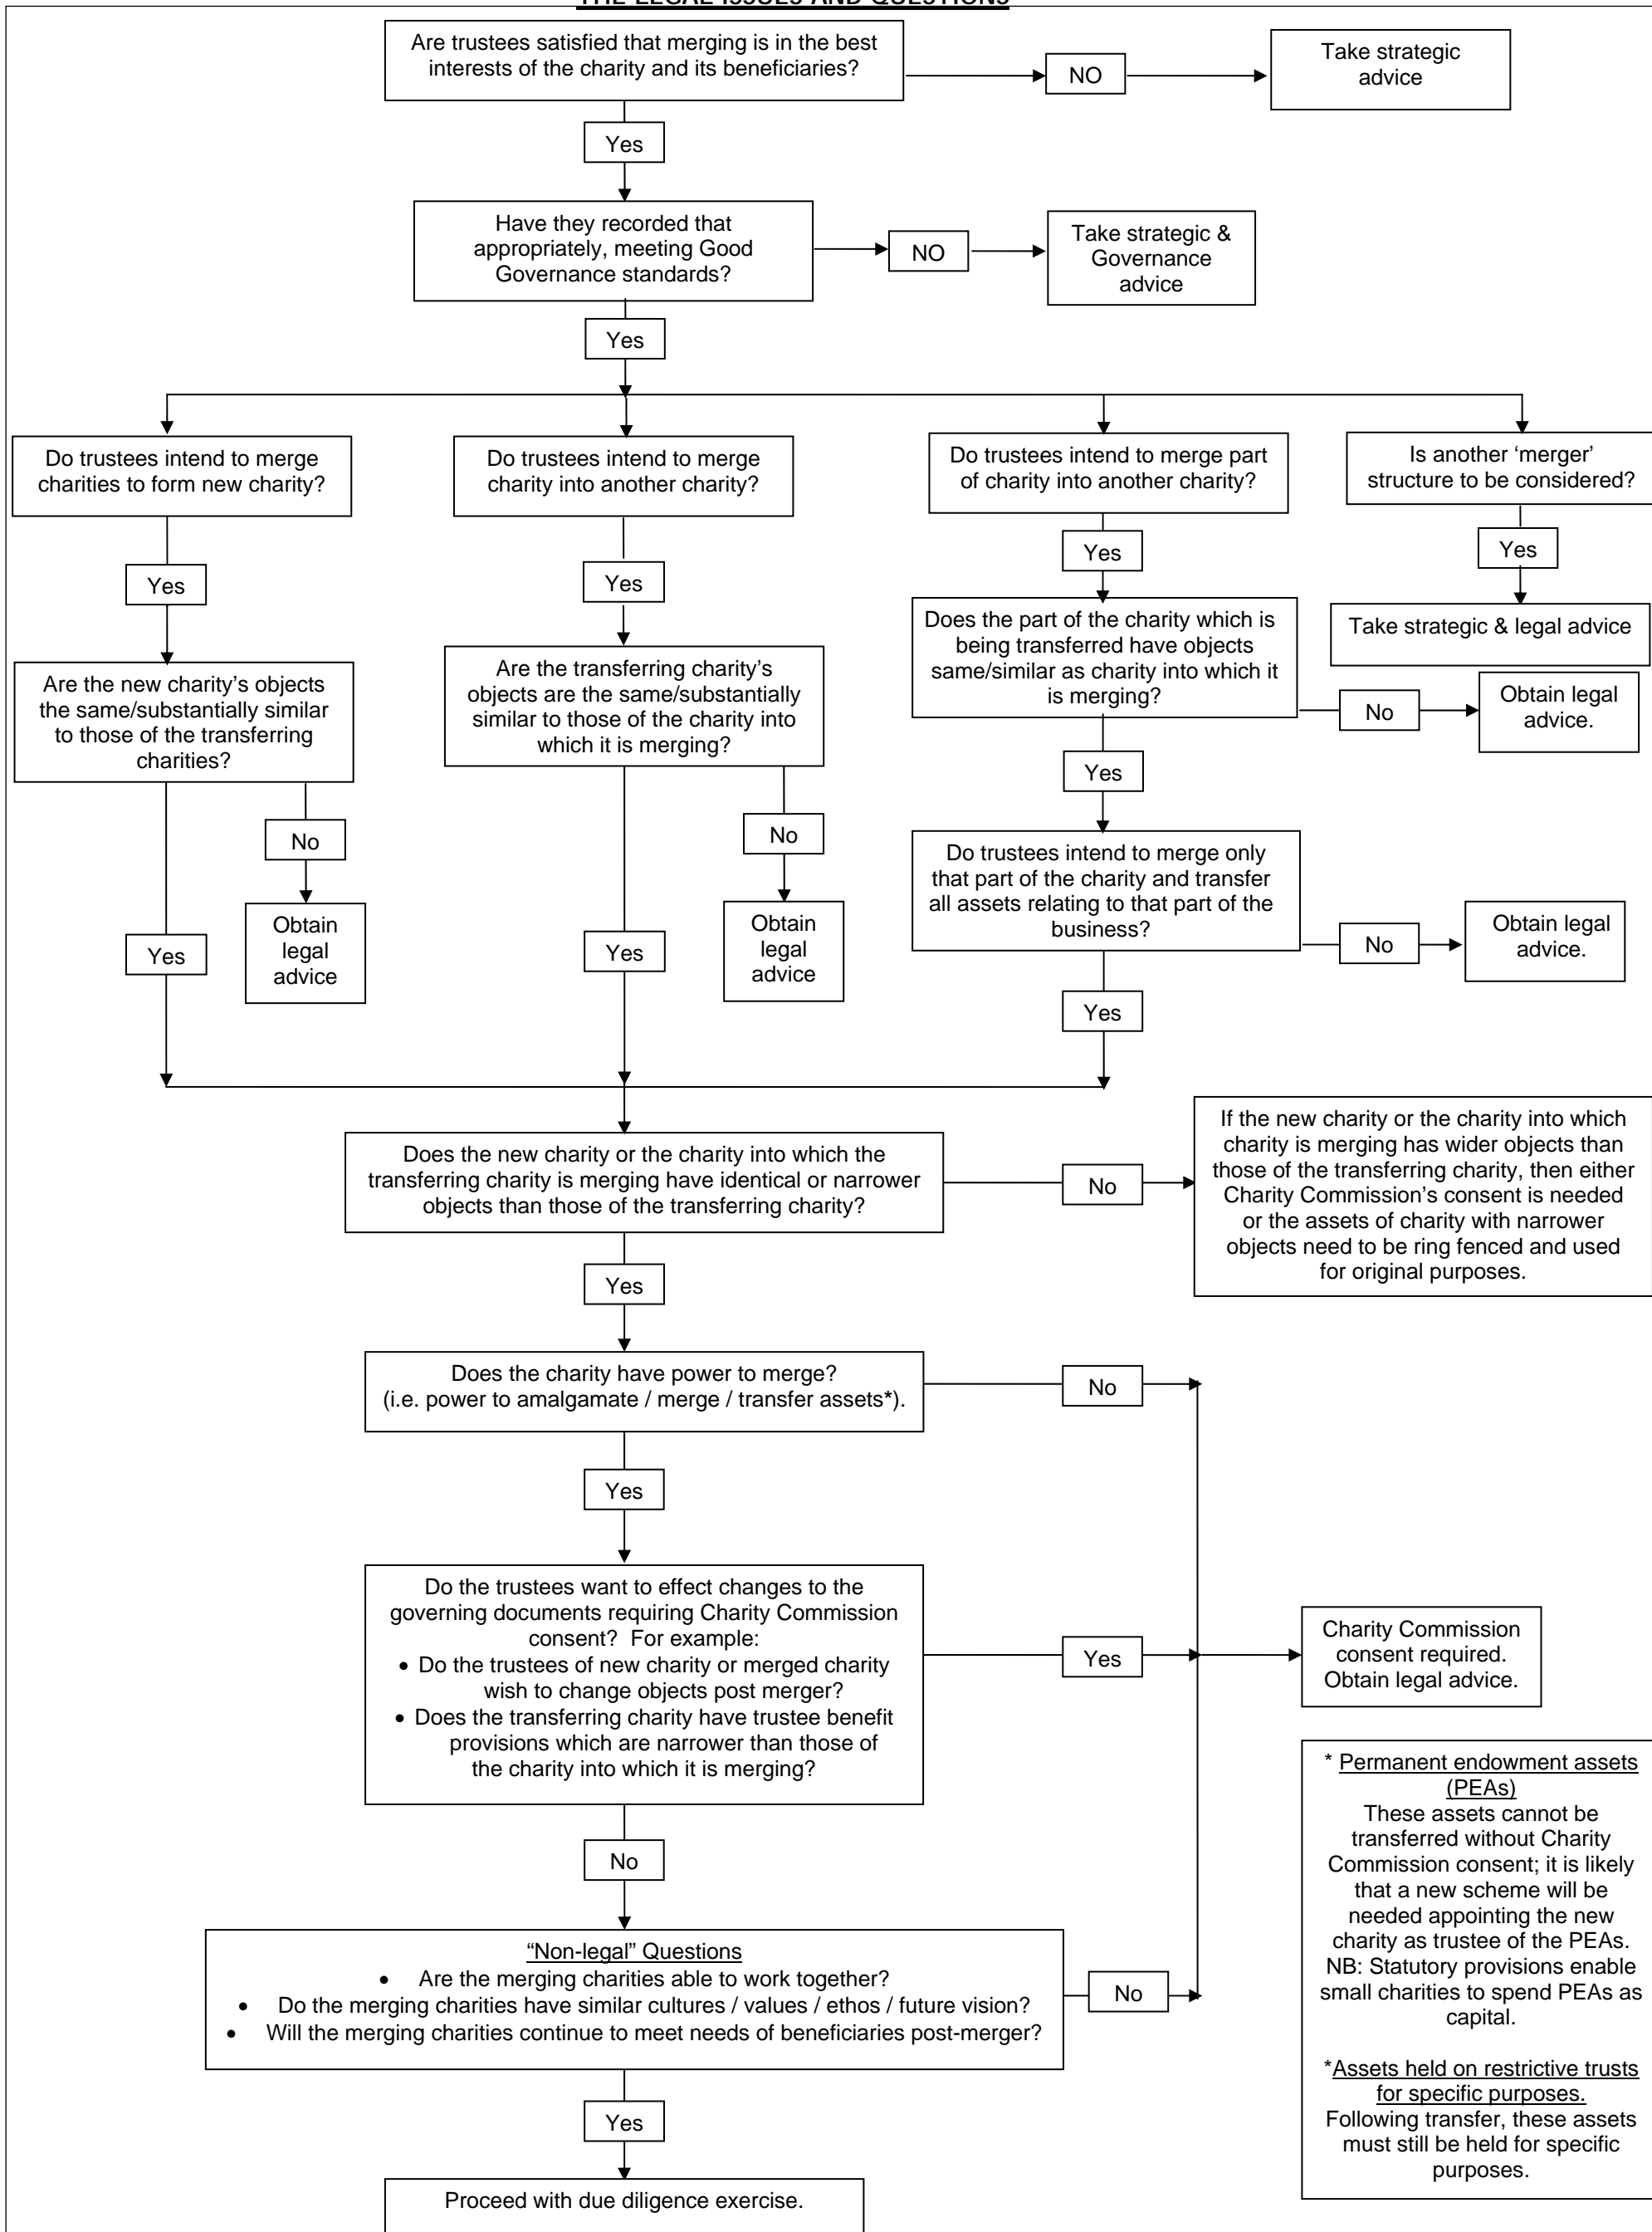 THE LEGAL ISSUES AND QUESTIONS
Are trustees satisfied that merging is in the best
interests of the charity and its beneficiaries?
NO
Take strategic
advice
Yes
Have they recorded that
appropriately, meeting Good
Governance standards?
NO
Take strategic &
Governance
advice
Yes
Do trustees intend to merge
charities to form new charity?
Do trustees intend to merge
charity into another charity?
Do trustees intend to merge part
of charity into another charity?
Is another ‘merger’
structure to be considered?
Yes
Yes
Yes
Yes
Are the new charity’s objects
the same/substantially similar
to those of the transferring
charities?
Are the transferring charity’s
objects are the same/substantially
similar to those of the charity into
which it is merging?
Does the part of the charity which is
being transferred have objects
same/similar as charity into which it
is merging?
Take strategic & legal advice
No
Obtain legal
advice.
Yes
No
Obtain
legal
advice
Yes
No
Obtain
legal
advice
Yes
Do trustees intend to merge only
that part of the charity and transfer
all assets relating to that part of the
business?
No
Obtain legal
advice.
Yes
Does the new charity or the charity into which the
transferring charity is merging have identical or narrower
objects than those of the transferring charity?
No
If the new charity or the charity into which
charity is merging has wider objects than
those of the transferring charity, then either
Charity Commission’s consent is needed
or the assets of charity with narrower
objects need to be ring fenced and used
for original purposes.
Yes
Does the charity have power to merge?
(i.e. power to amalgamate / merge / transfer assets*).
No
Yes
Do the trustees want to effect changes to the
governing documents requiring Charity Commission
consent? For example:
• Do the trustees of new charity or merged charity
wish to change objects post merger?
• Does the transferring charity have trustee benefit
provisions which are narrower than those of
the charity into which it is merging?
Yes
Charity Commission
consent required.
Obtain legal advice.
No
“Non-legal” Questions
• Are the merging charities able to work together?
• Do the merging charities have similar cultures / values / ethos / future vision?
• Will the merging charities continue to meet needs of beneficiaries post-merger?
No
Yes
Proceed with due diligence exercise.
* Permanent endowment assets
(PEAs)
These assets cannot be
transferred without Charity
Commission consent; it is likely
that a new scheme will be
needed appointing the new
charity as trustee of the PEAs.
NB: Statutory provisions enable
small charities to spend PEAs as
capital.
*Assets held on restrictive trusts
for specific purposes.
Following transfer, these assets
must still be held for specific
purposes.